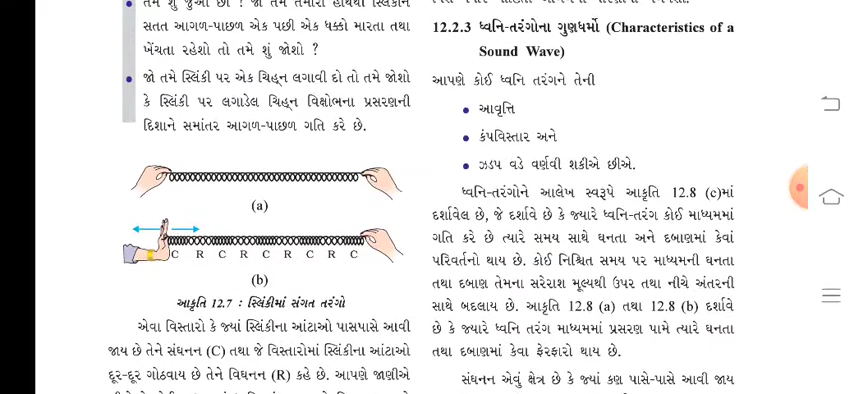 તમે શું જુઓ છો ? જો તમે તમારા હાથથી સ્લિંકીને
સતત આગળ-પાછળ એક પછી એક ધક્કો મારતા તથા
ખેંચતા રહેશો તો તમે શું જોશો ?
• જો તમે સ્લિંકી પર એક ચિહ્ન લગાવી દો તો તમે જોશો
કે સ્લિંકી પર લગાડેલ ચિહ્ન વિક્ષોભના પ્રસરણની
દિશાને સમાંતર આગળ-પાછળ ગતિ કરે છે.
(a)
C R C R C R C R C
(b)
આકૃતિ 12.7 : સ્લિંકીમાં સંગત તરંગો
એવા વિસ્તારો કે જ્યાં સ્લિંકીના આંટાઓ પાસપાસે આવી
જાય છે તેને સંઘનન (C) તથા જે વિસ્તારોમાં સ્લિંકીના આંટાઓ
દૂર-દૂર ગોઠવાય છે તેને વિઘનન (R) કહે છે. આપણે જાણીએ
12.2.3 ધ્વનિ-તરંગોના ગુણધર્મો (Characteristics of a
Sound Wave)
આપણે કોઈ ધ્વનિ તરંગને તેની
• આવૃત્તિ
• કંપવિસ્તાર અને
• ઝડપ વડે વર્ણવી શકીએ છીએ.
ધ્વનિ-તરંગોને આલેખ સ્વરૂપે આકૃતિ 12.8 (c)માં
દર્શાવેલ છે, જે દર્શાવે છે કે જ્યારે ધ્વનિ-તરંગ કોઈ માધ્યમમાં
ગતિ કરે છે ત્યારે સમય સાથે ઘનતા અને દબાણમાં કેવાં
પરિવર્તનો થાય છે. કોઈ નિશ્ચિત સમય પર માધ્યમની ઘનતા
તથા દબાણ તેમના સરેરાશ મૂલ્યથી ઉપર તથા નીચે અંતરની
સાથે બદલાય છે. આકૃતિ 12.8 (a) તથા 12.8 (b) દર્શાવે
છે કે જ્યારે ધ્વનિ તરંગ માધ્યમમાં પ્રસરણ પામે ત્યારે ઘનતા
તથા દબાણમાં કેવા ફેરફારો થાય છે.
સંઘનન એવું ક્ષેત્ર છે કે જ્યાં કણ પાસે-પાસે આવી જાય